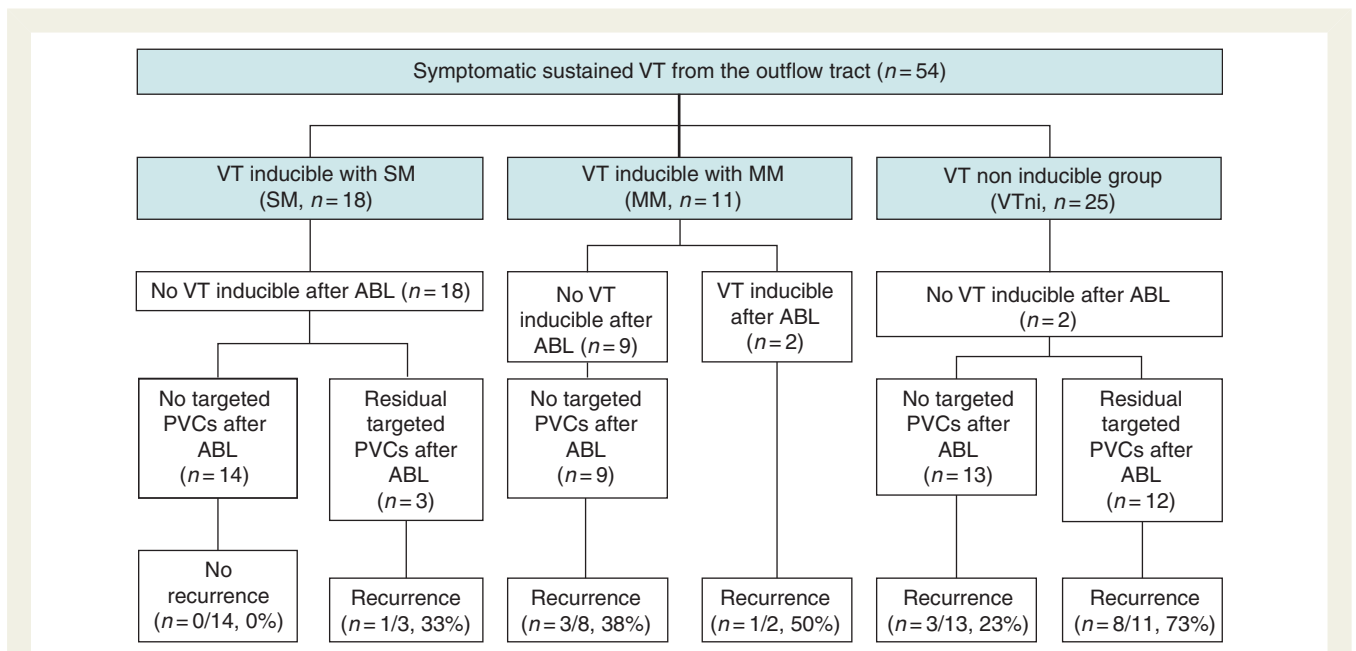 Symptomatic sustained VT from the outflow tract (n = 54)
VT inducible with SM
(SM, n = 18)
VT inducible with MM
(MM, n = 11)
VT non inducible group
(VTni, n = 25)
No VT inducible after ABL (n = 18)
No VT
inducible after
ABL (n = 9)
VT inducible
after ABL
(n = 2)
No VT inducible after ABL
(n = 2)
No targeted
PVCs after
ABL
(n = 14)
Residual
targeted
PVCs after
ABL
(n = 3)
No targeted
PVCs after
ABL
(n = 9)
No targeted
PVCs after
ABL
(n = 13)
Residual
targeted
PVCs after
ABL
(n = 12)
No
recurrence
(n = 0/14, 0%)
Recurrence
(n = 1/3, 33%)
Recurrence
(n = 3/8, 38%)
Recurrence
(n = 1/2, 50%)
Recurrence
(n = 3/13, 23%)
Recurrence
(n = 8/11, 73%)